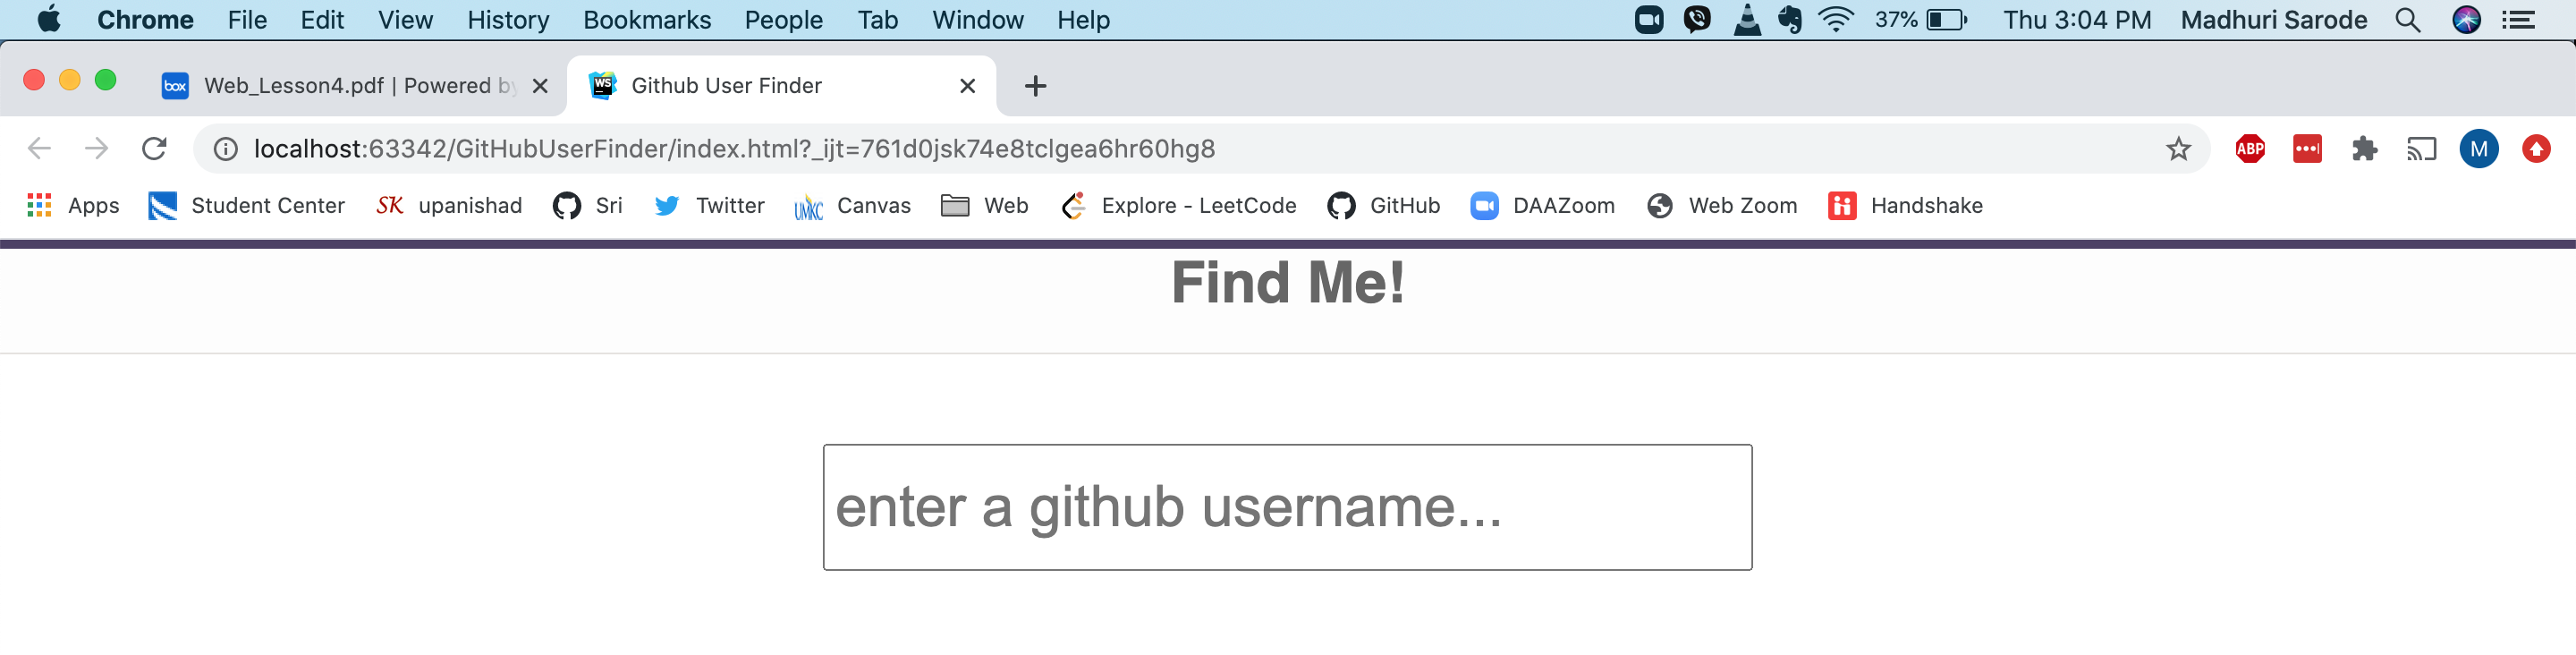 Chrome File Edit View History Bookmarks People Tab Window Help 37% Thu 3:04 PM Madhuri Sarode
box Web_Lesson4.pdf | Powered by WS Github User Finder
localhost:63342/GitHubUserFinder/index.html?_ijt=761d0jsk74e8tclgea6hr60hg8 ABP M
Apps Student Center SK upanishad Sri Twitter UMKC Canvas Web Explore - LeetCode GitHub DAAZoom Web Zoom Handshake
Find Me!
enter a github username...